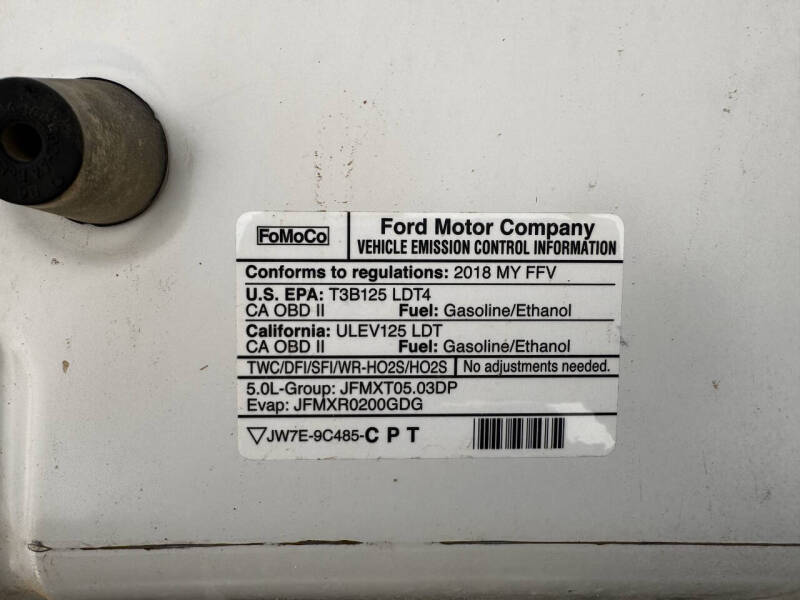 FoMoCo
Ford Motor Company
VEHICLE EMISSION CONTROL INFORMATION
Conforms to regulations: 2018 MY FFV
U.S. EPA: T3B125 LDT4
CA OBD II Fuel: Gasoline/Ethanol
California: ULEV125 LDT
CA OBD II Fuel: Gasoline/Ethanol
TWC/DFI/SFI/WR-HO2S/HO2S No adjustments needed.
5.0L-Group: JFMXT05.03DP
Evap: JFMXR0200GDG
JW7E-9C485-C P T